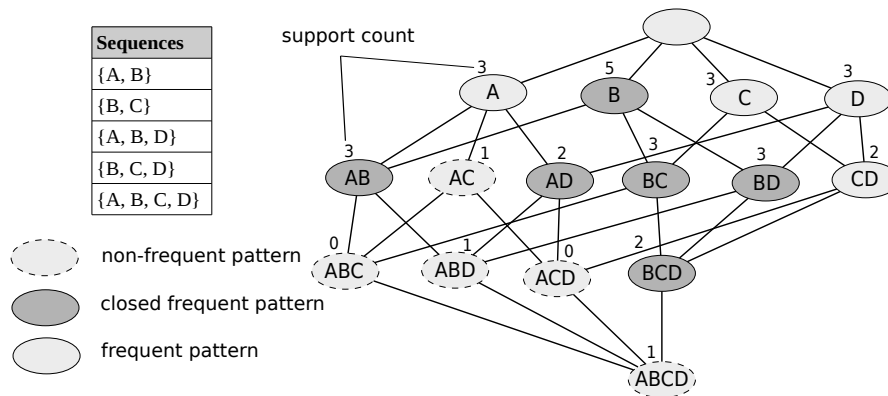 Sequences
{A, B}
{B, C}
{A, B, D}
{B, C, D}
{A, B, C, D}
support count
3 5 3 3
A B C D
3 1 2 3 3 2
AB AC AD BC BD CD
0 1 0 2
ABC ABD ACD BCD
1
ABCD
non-frequent pattern
closed frequent pattern
frequent pattern